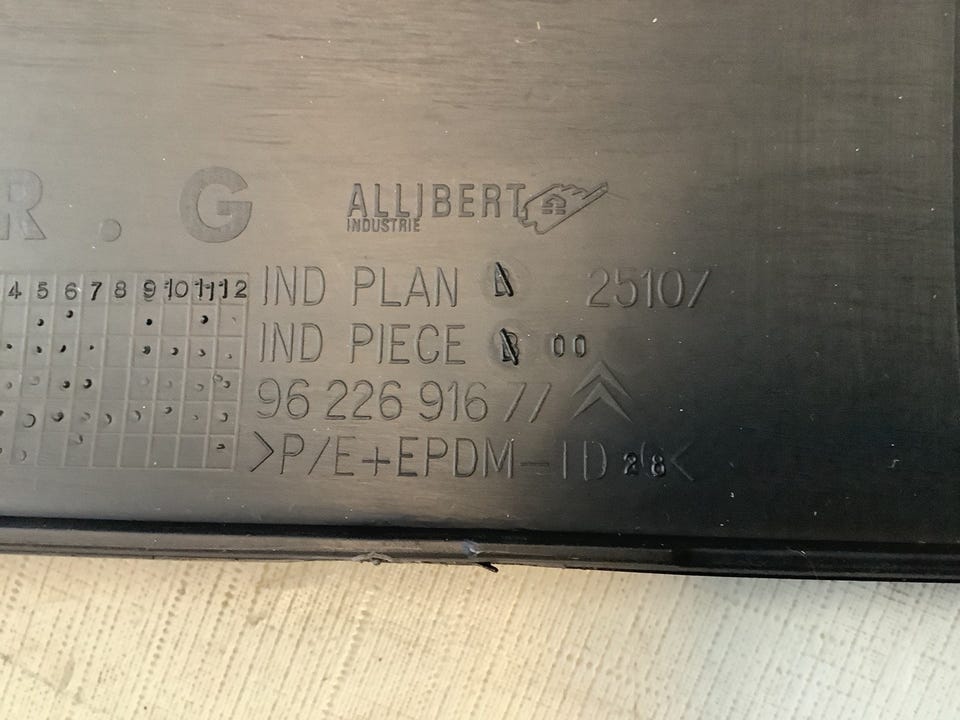 R . G
ALLIBERT
INDUSTRIE
4 5 6 7 8 9 10 11 12
IND PLAN 25107
IND PIECE 00
96 226 916 77
>P/E+EPDM-ID 28<